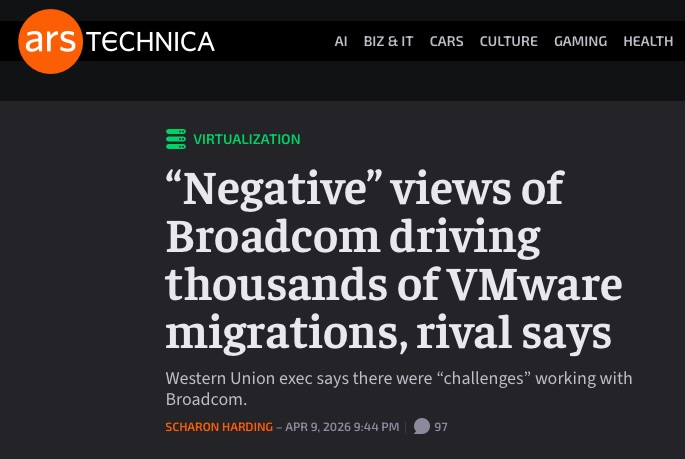 ars TECHNICA
AI BIZ & IT CARS CULTURE GAMING HEALTH
VIRTUALIZATION
“Negative” views of
Broadcom driving
thousands of VMware
migrations, rival says
Western Union exec says there were “challenges” working with
Broadcom.
SCHARON HARDING – APR 9, 2026 9:44 PM | 97